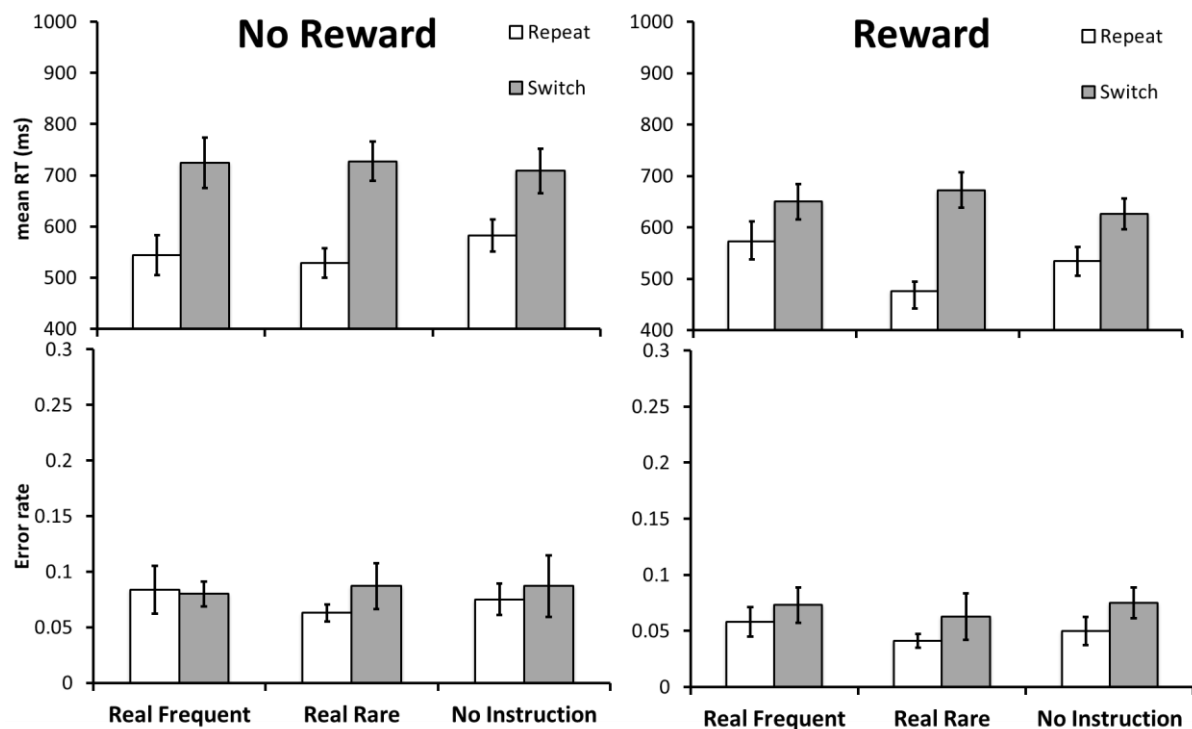 No Reward
Repeat
Switch
1000
900
800
700
600
500
400
mean RT (ms)
Reward
Repeat
Switch
1000
900
800
700
600
500
400
0.3
0.25
0.2
0.15
0.1
0.05
0
Error rate
Real Frequent Real Rare No Instruction
0.3
0.25
0.2
0.15
0.1
0.05
0
Real Frequent Real Rare No Instruction